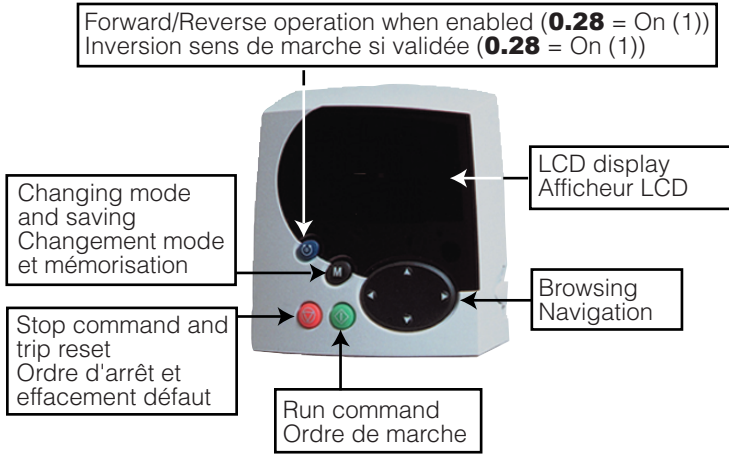 Forward/Reverse operation when enabled (0.28 = On (1))
Inversion sens de marche si validée (0.28 = On (1))
LCD display
Afficheur LCD
Changing mode
and saving
Changement mode
et mémorisation
M
Browsing
Navigation
Stop command and
trip reset
Ordre d'arrêt et
effacement défaut
Run command
Ordre de marche